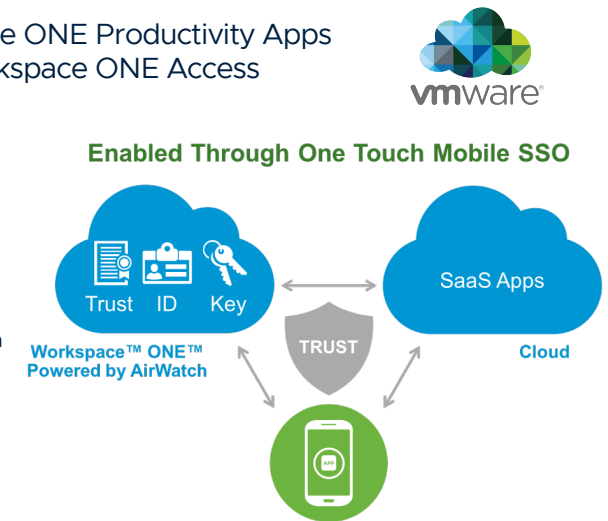 e ONE Productivity Apps
kspace ONE Access
vmware®
Enabled Through One Touch Mobile SSO
Trust ID Key
SaaS Apps
TRUST
Workspace™ ONE™
Powered by AirWatch
Cloud
APP